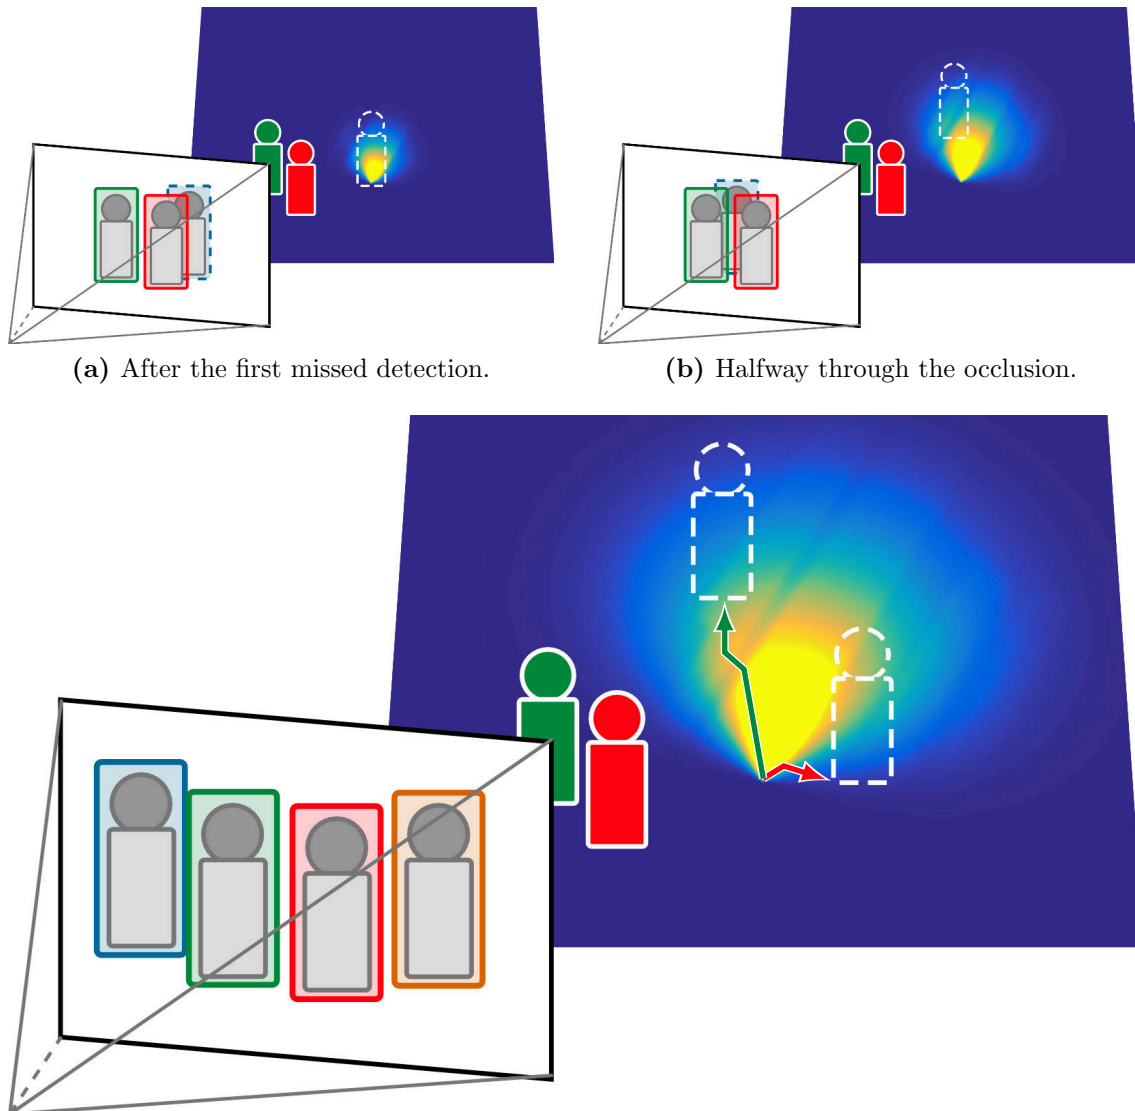 (a) After the first missed detection.
(b) Halfway through the occlusion.